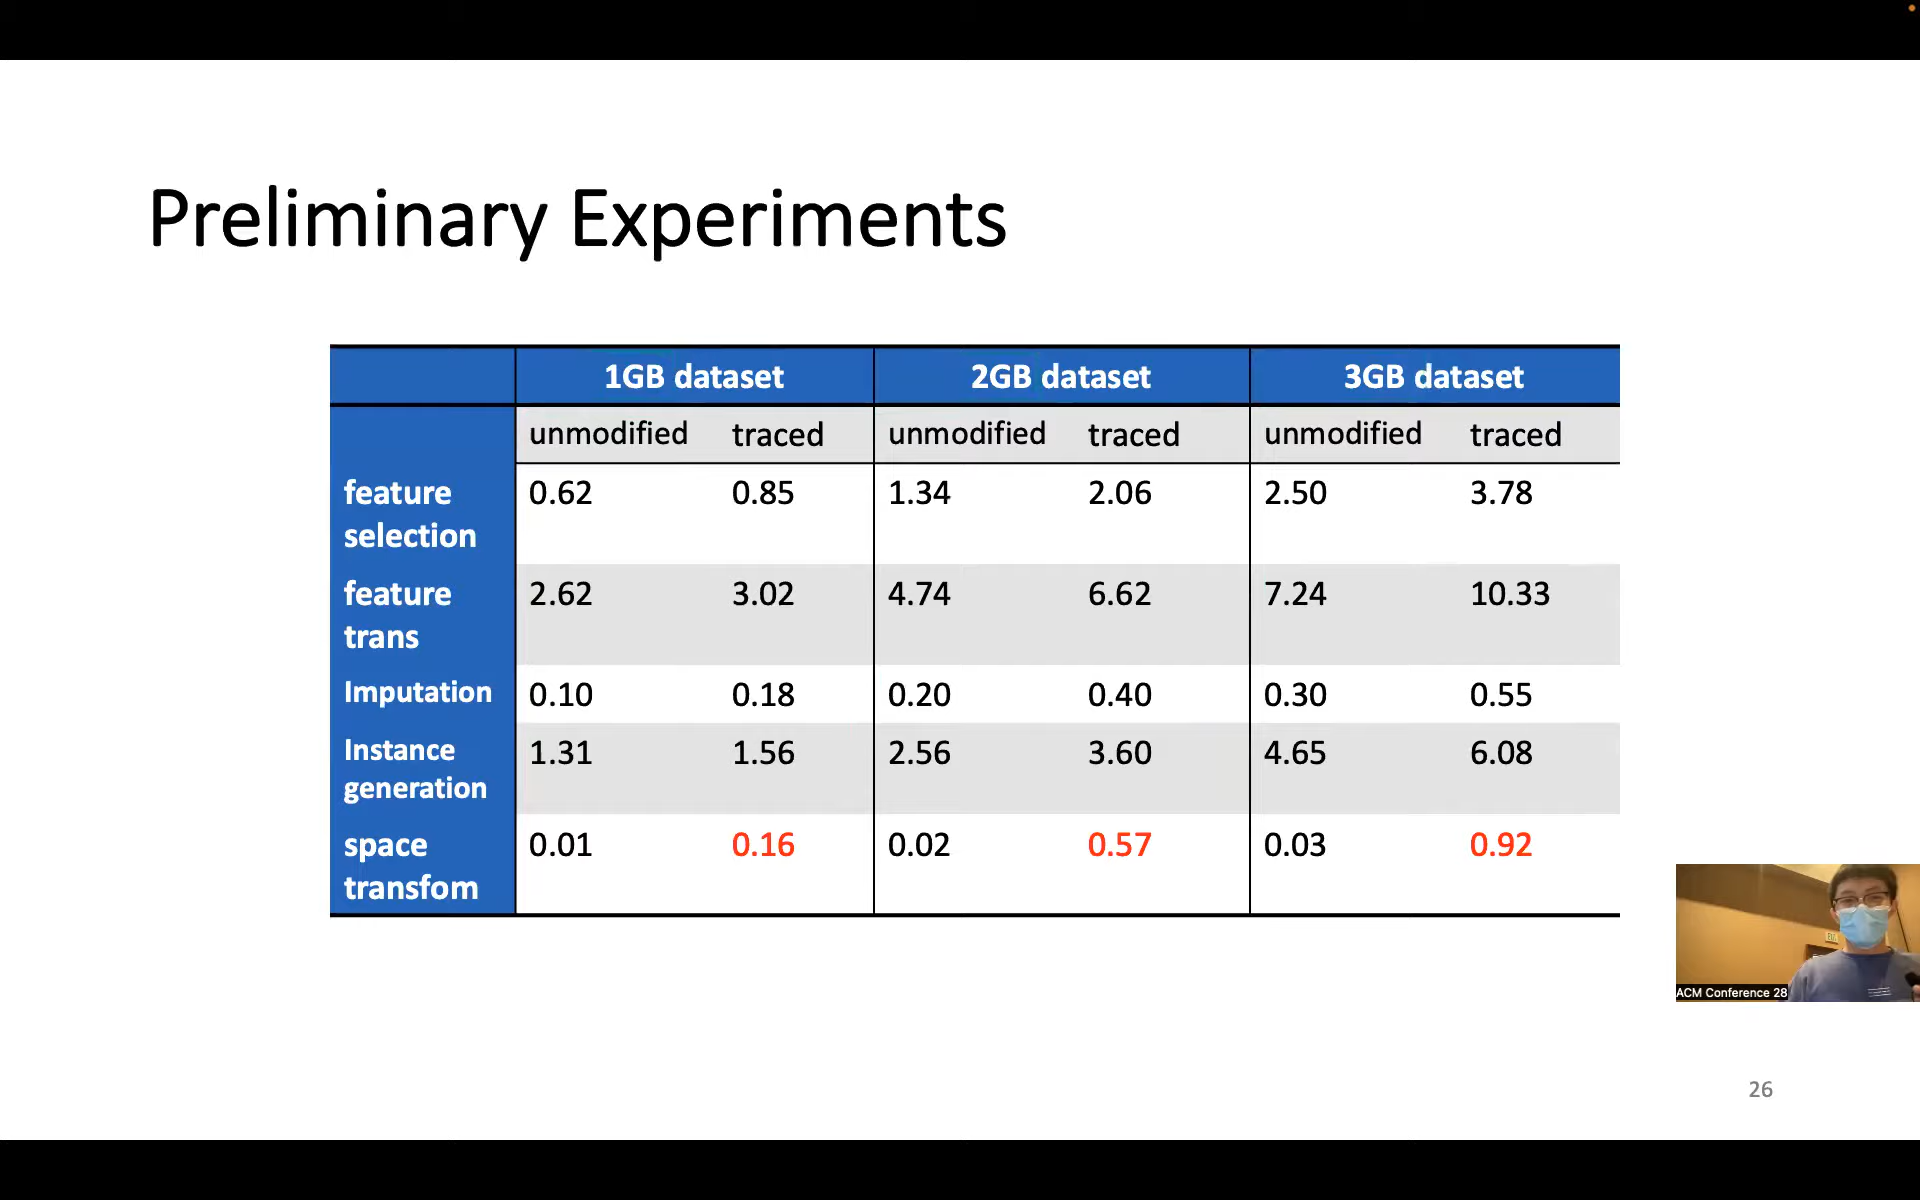 Preliminary Experiments
1GB dataset 2GB dataset 3GB dataset
unmodified traced unmodified traced unmodified traced
feature selection 0.62 0.85 1.34 2.06 2.50 3.78
feature trans 2.62 3.02 4.74 6.62 7.24 10.33
Imputation 0.10 0.18 0.20 0.40 0.30 0.55
Instance generation 1.31 1.56 2.56 3.60 4.65 6.08
space transfom 0.01 0.16 0.02 0.57 0.03 0.92
ACM Conference 28
26